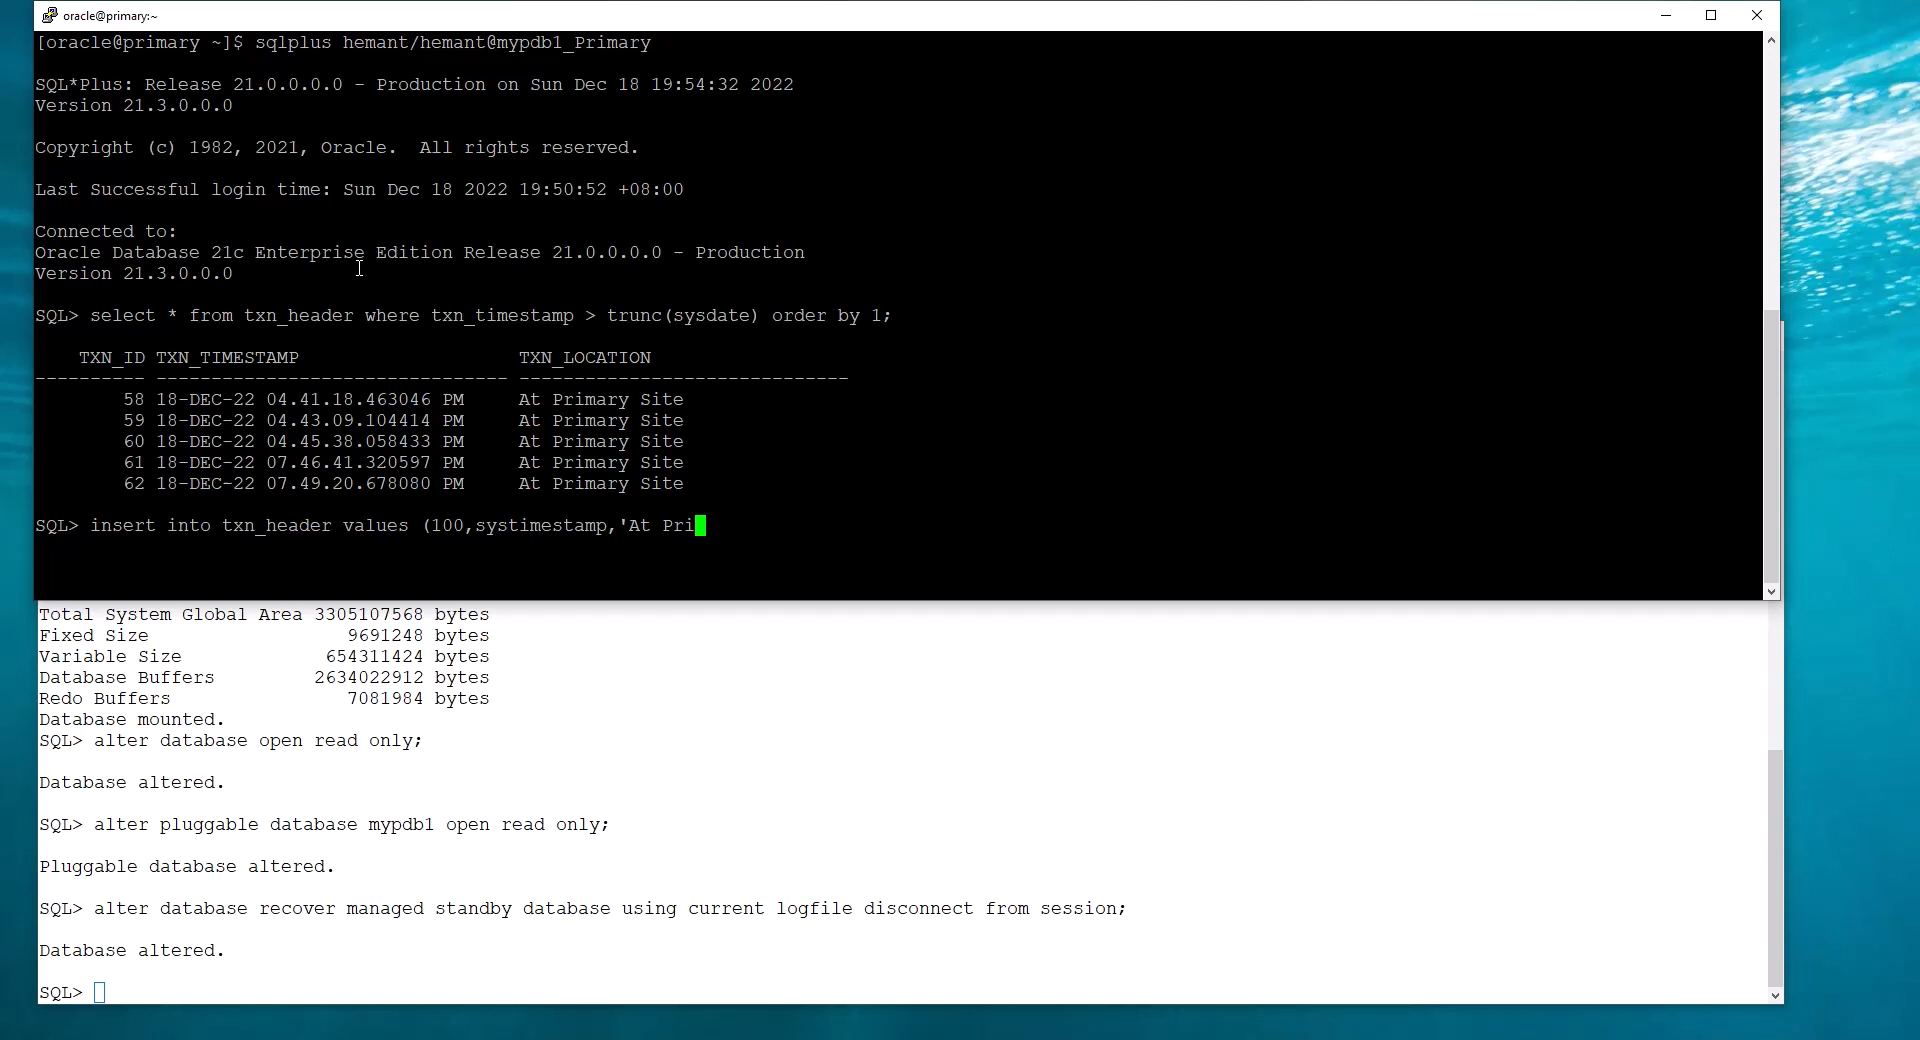 oracle@primary:~
[oracle@primary ~]$ sqlplus hemant/hemant@mypdb1_Primary
SQL*Plus: Release 21.0.0.0.0 - Production on Sun Dec 18 19:54:32 2022
Version 21.3.0.0.0
Copyright (c) 1982, 2021, Oracle.  All rights reserved.
Last Successful login time: Sun Dec 18 2022 19:50:52 +08:00
Connected to:
Oracle Database 21c Enterprise Edition Release 21.0.0.0.0 - Production
Version 21.3.0.0.0
SQL> select * from txn_header where txn_timestamp > trunc(sysdate) order by 1;
    TXN_ID TXN_TIMESTAMP                    TXN_LOCATION
---------- -------------------------------- ------------------------------
        58 18-DEC-22 04.41.18.463046 PM     At Primary Site
        59 18-DEC-22 04.43.09.104414 PM     At Primary Site
        60 18-DEC-22 04.45.38.058433 PM     At Primary Site
        61 18-DEC-22 07.46.41.320597 PM     At Primary Site
        62 18-DEC-22 07.49.20.678080 PM     At Primary Site
SQL> insert into txn_header values (100,systimestamp,'At Pri
Total System Global Area 3305107568 bytes
Fixed Size                  9691248 bytes
Variable Size             654311424 bytes
Database Buffers         2634022912 bytes
Redo Buffers                7081984 bytes
Database mounted.
SQL> alter database open read only;
Database altered.
SQL> alter pluggable database mypdb1 open read only;
Pluggable database altered.
SQL> alter database recover managed standby database using current logfile disconnect from session;
Database altered.
SQL>